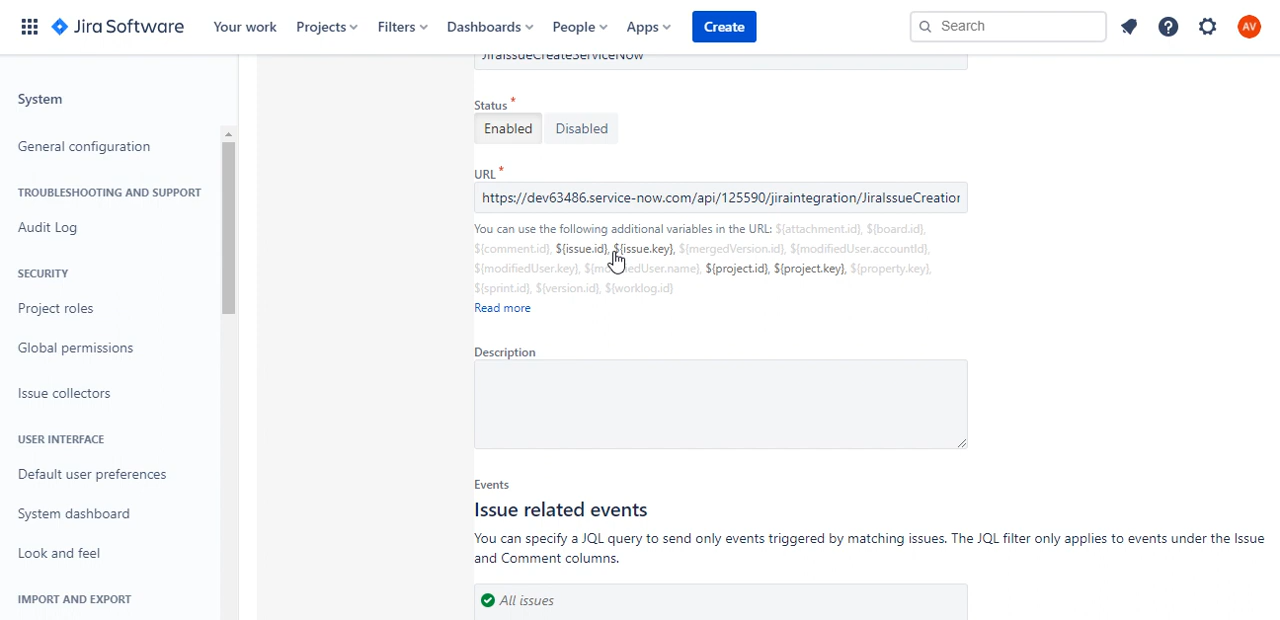 Jira Software Your work Projects Filters Dashboards People Apps Create Search AV
System
General configuration
TROUBLESHOOTING AND SUPPORT
Audit Log
SECURITY
Project roles
Global permissions
Issue collectors
USER INTERFACE
Default user preferences
System dashboard
Look and feel
IMPORT AND EXPORT
JiraIssueCreateServiceNow
Status *
Enabled Disabled
URL *
https://dev63486.service-now.com/api/125590/jiraintegration/JiraIssueCreation
You can use the following additional variables in the URL: ${attachment.id}, ${board.id},
${comment.id}, ${issue.id}, ${issue.key}, ${mergedVersion.id}, ${modifiedUser.accountId},
${modifiedUser.key}, ${modifiedUser.name}, ${project.id}, ${project.key}, ${property.key},
${sprint.id}, ${version.id}, ${worklog.id}
Read more
Description
Events
Issue related events
You can specify a JQL query to send only events triggered by matching issues. The JQL filter only applies to events under the Issue
and Comment columns.
All issues